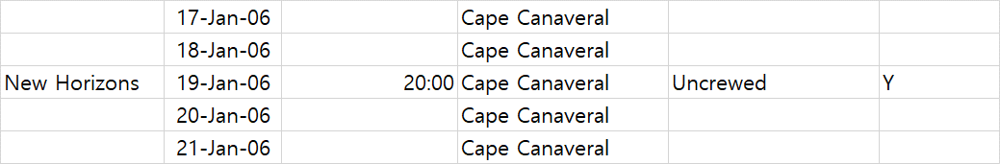 17-Jan-06 Cape Canaveral
18-Jan-06 Cape Canaveral
New Horizons 19-Jan-06 20:00 Cape Canaveral Uncrewed Y
20-Jan-06 Cape Canaveral
21-Jan-06 Cape Canaveral